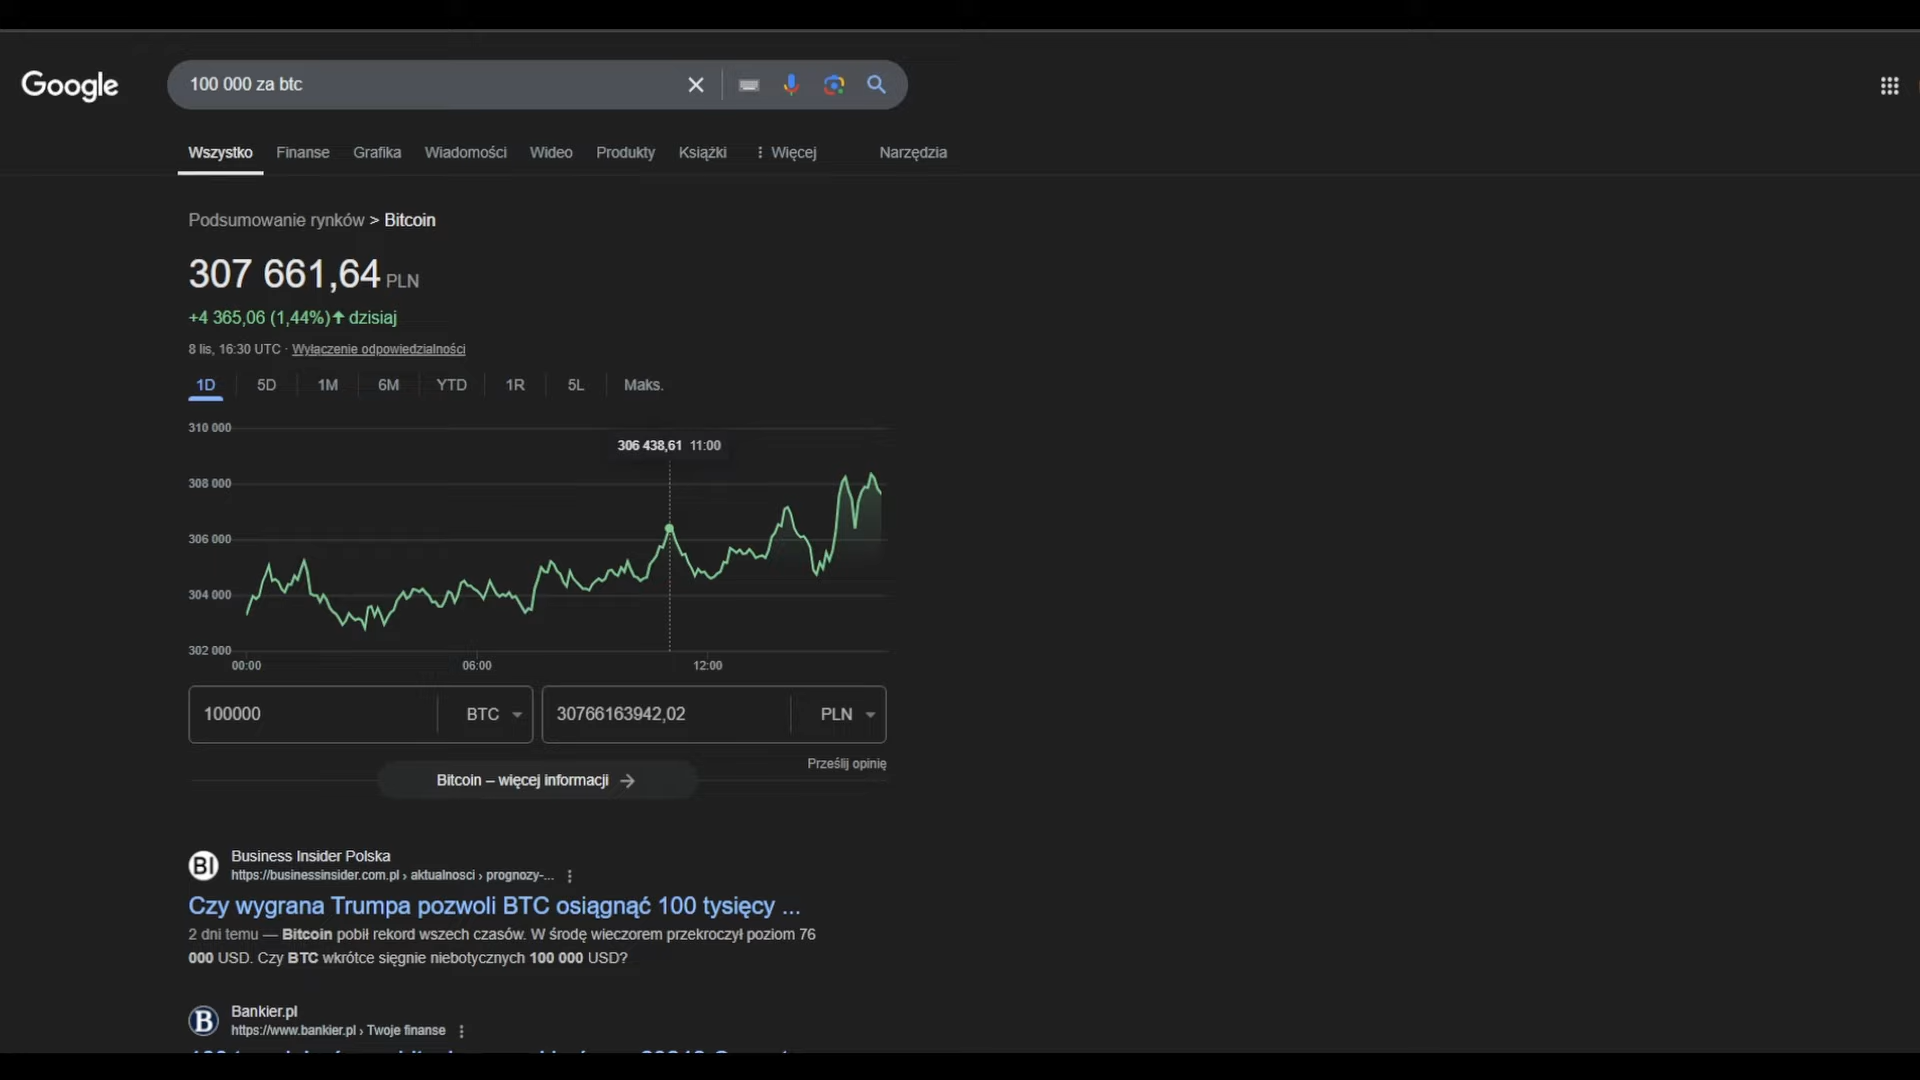 Google
100 000 za btc
Wszystko Finanse Grafika Wiadomości Wideo Produkty Książki Więcej Narzędzia
Podsumowanie rynków > Bitcoin
307 661,64 PLN
+4 365,06 (1,44%) dzisiaj
8 lis, 16:30 UTC · Wyłączenie odpowiedzialności
1D 5D 1M 6M YTD 1R 5L Maks.
310 000
306 438,61 11:00
308 000
306 000
304 000
302 000
00:00 06:00 12:00
100000 BTC 30766163942,02 PLN
Prześlij opinię
Bitcoin – więcej informacji
BI
Business Insider Polska
https://businessinsider.com.pl › aktualnosci › prognozy-...
Czy wygrana Trumpa pozwoli BTC osiągnąć 100 tysięcy ...
2 dni temu — Bitcoin pobił rekord wszech czasów. W środę wieczorem przekroczył poziom 76
000 USD. Czy BTC wkrótce sięgnie niebotycznych 100 000 USD?
B
Bankier.pl
https://www.bankier.pl › Twoje finanse